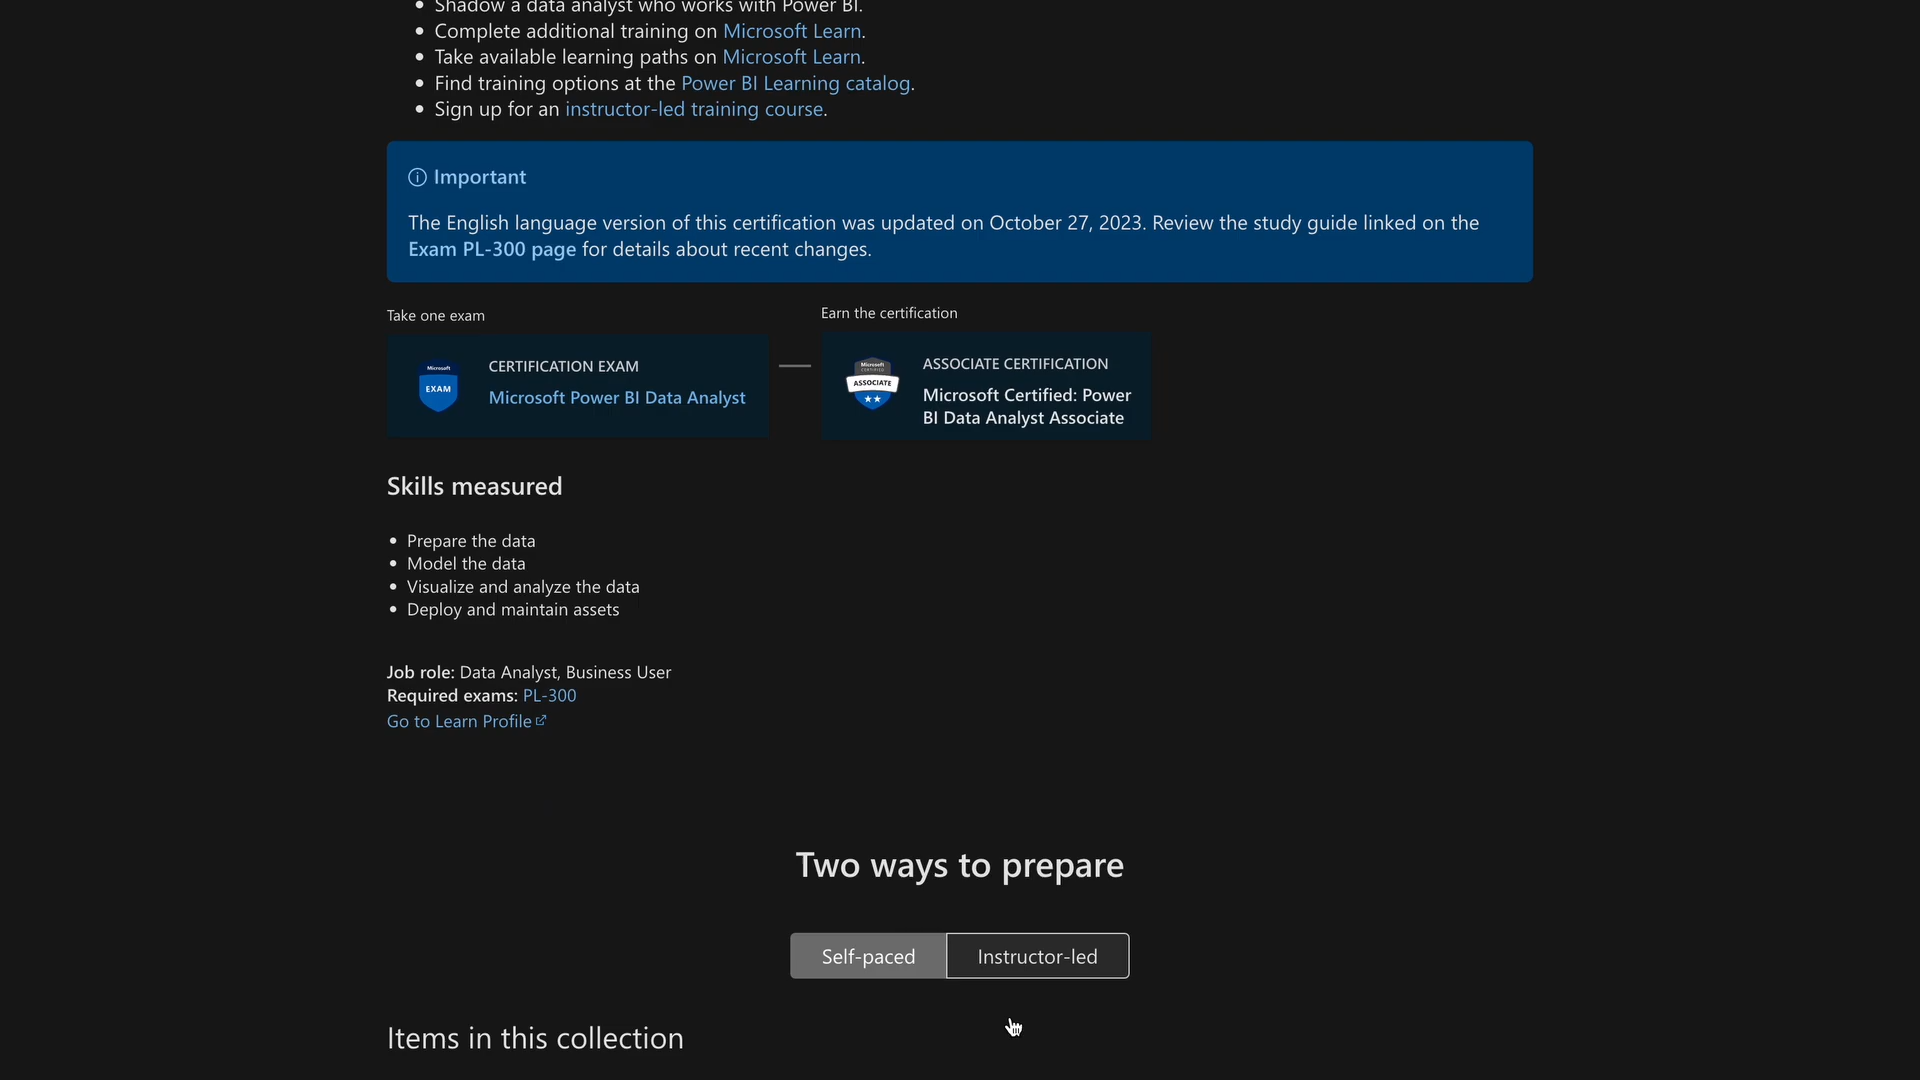 • Shadow a data analyst who works with Power BI.
• Complete additional training on Microsoft Learn.
• Take available learning paths on Microsoft Learn.
• Find training options at the Power BI Learning catalog.
• Sign up for an instructor-led training course.
Important
The English language version of this certification was updated on October 27, 2023. Review the study guide linked on the
Exam PL-300 page for details about recent changes.
Take one exam
Microsoft
EXAM
CERTIFICATION EXAM
Microsoft Power BI Data Analyst
Earn the certification
Microsoft
CERTIFIED
ASSOCIATE
ASSOCIATE CERTIFICATION
Microsoft Certified: Power
BI Data Analyst Associate
Skills measured
• Prepare the data
• Model the data
• Visualize and analyze the data
• Deploy and maintain assets
Job role: Data Analyst, Business User
Required exams: PL-300
Go to Learn Profile
Two ways to prepare
Self-paced
Instructor-led
Items in this collection